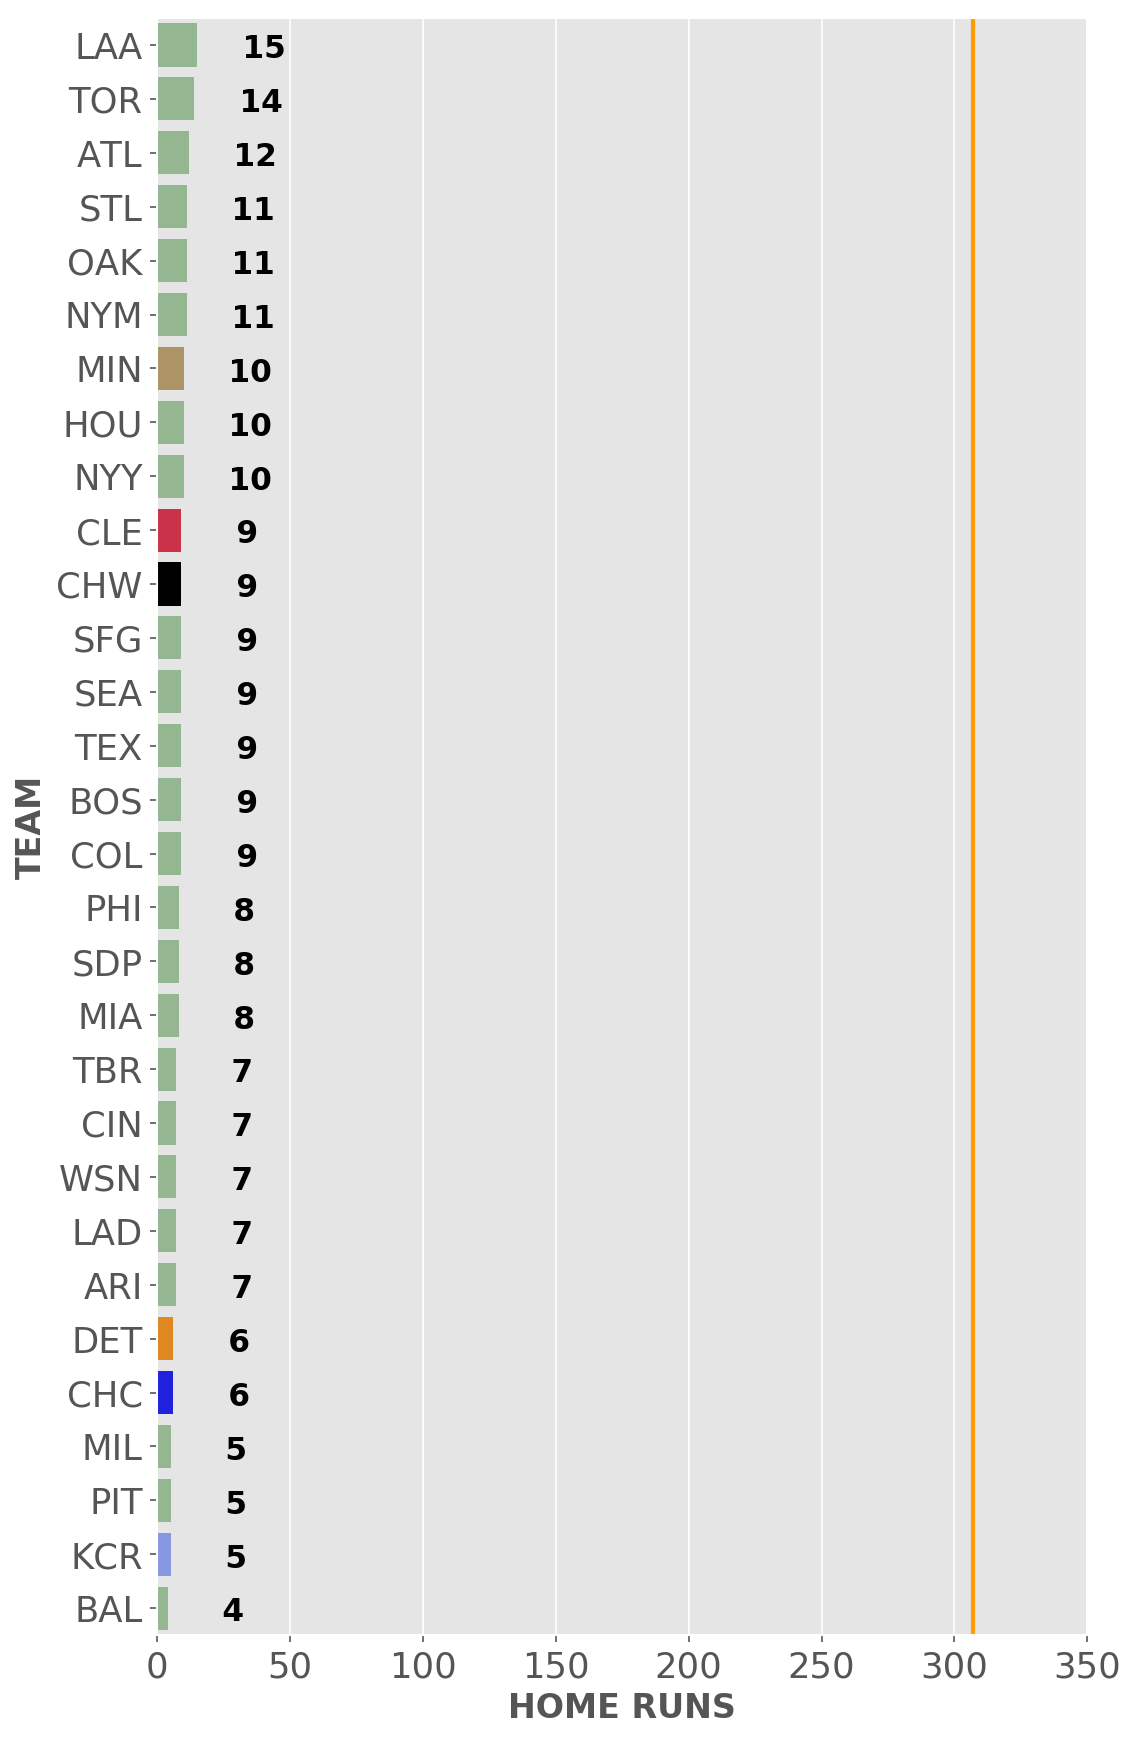 LAA 15
TOR 14
ATL 12
STL 11
OAK 11
NYM 11
MIN 10
HOU 10
NYY 10
CLE 9
CHW 9
SFG 9
SEA 9
TEX 9
BOS 9
COL 9
PHI 8
SDP 8
MIA 8
TBR 7
CIN 7
WSN 7
LAD 7
ARI 7
DET 6
CHC 6
MIL 5
PIT 5
KCR 5
BAL 4
TEAM
0 50 100 150 200 250 300 350
HOME RUNS